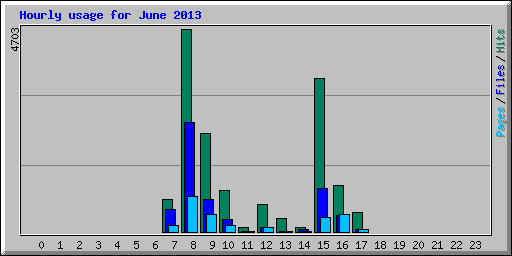 Hourly usage for June 2013
4703
Pages / Files / Hits
0 1 2 3 4 5 6 7 8 9 10 11 12 13 14 15 16 17 18 19 20 21 22 23